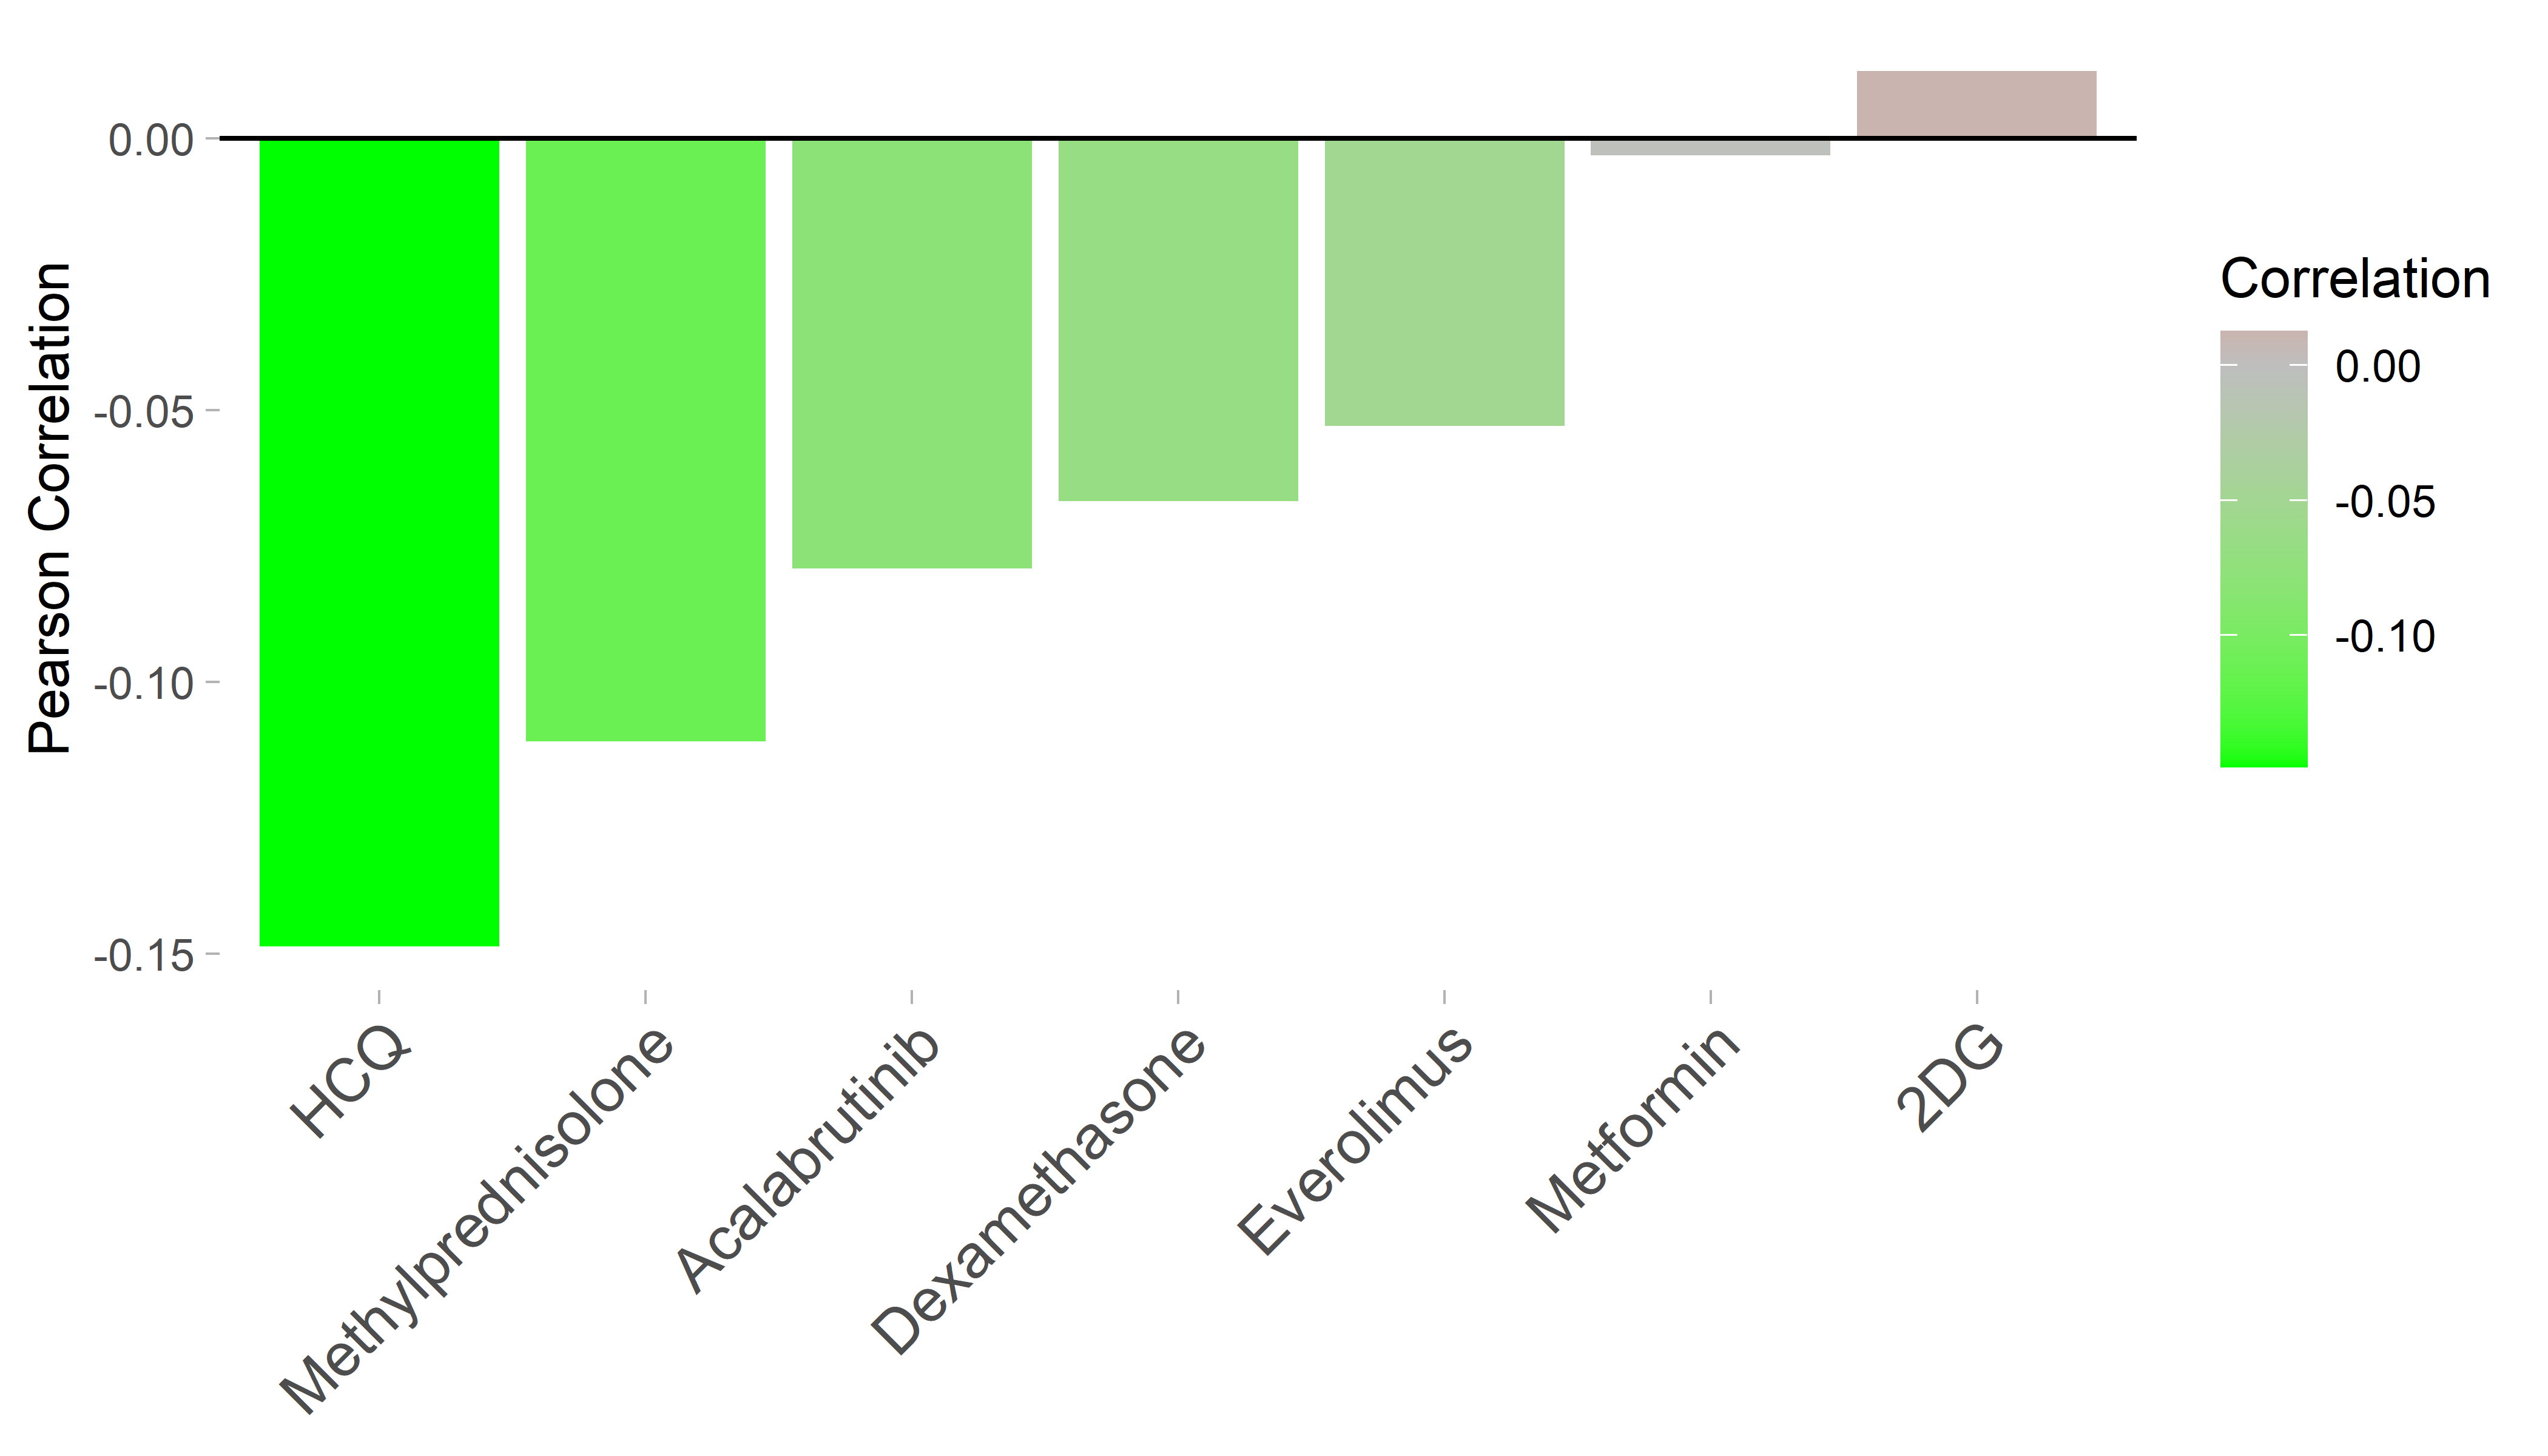 Pearson Correlation
0.00
-0.05
-0.10
-0.15
HCQ
Methylprednisolone
Acalabrutinib
Dexamethasone
Everolimus
Metformin
2DG
Correlation
0.00
-0.05
-0.10